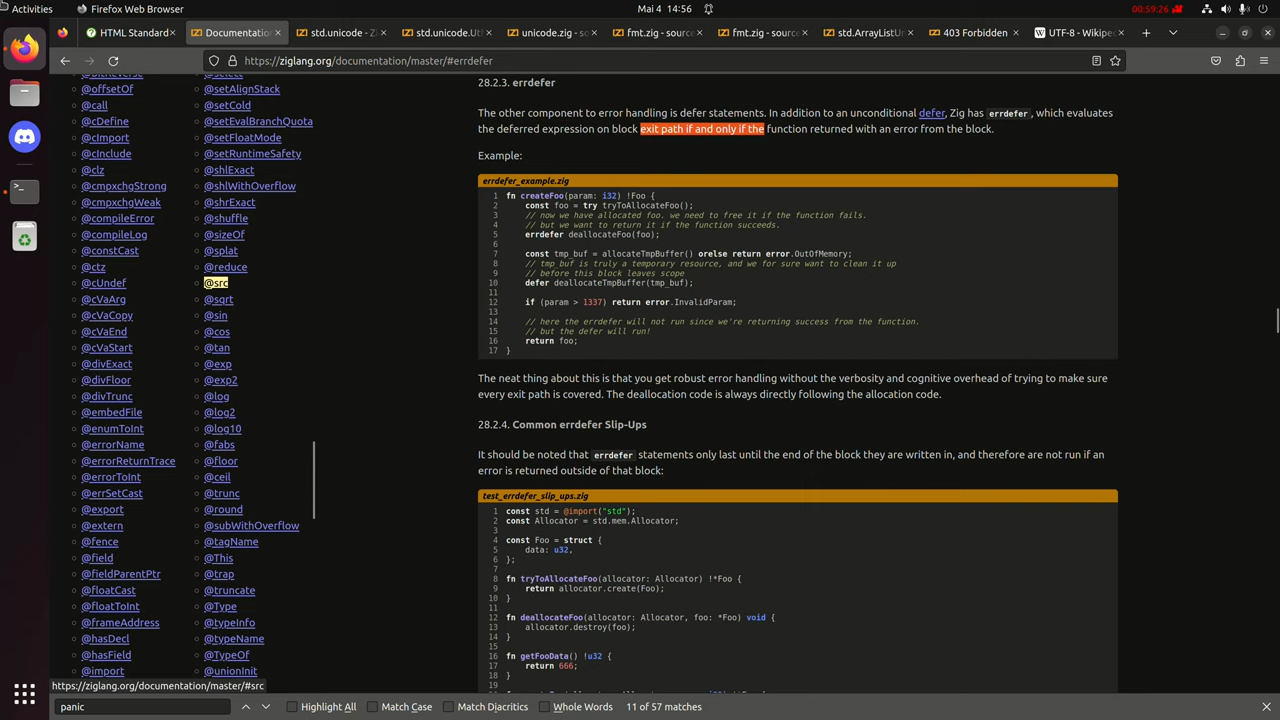 Activities
Firefox Web Browser
Mai 4 14:56
00:59:26
HTML Standard
Documentation
std.unicode - Zi
std.unicode.Ut
unicode.zig - so
fmt.zig - source
fmt.zig - source
std.ArrayListUn
403 Forbidden
UTF-8 - Wikipec
https://ziglang.org/documentation/master/#errdefer
@bitReverse
@offsetOf
@call
@cDefine
@cImport
@cInclude
@clz
@cmpxchgStrong
@cmpxchgWeak
@compileError
@compileLog
@constCast
@ctz
@cUndef
@cVaArg
@cVaCopy
@cVaEnd
@cVaStart
@divExact
@divFloor
@divTrunc
@embedFile
@enumToInt
@errorName
@errorReturnTrace
@errorToInt
@errSetCast
@export
@extern
@fence
@field
@fieldParentPtr
@floatCast
@floatToInt
@frameAddress
@hasDecl
@hasField
@import
@select
@setAlignStack
@setCold
@setEvalBranchQuota
@setFloatMode
@setRuntimeSafety
@shlExact
@shlWithOverflow
@shrExact
@shuffle
@sizeOf
@splat
@reduce
@src
@sqrt
@sin
@cos
@tan
@exp
@exp2
@log
@log2
@log10
@fabs
@floor
@ceil
@trunc
@round
@subWithOverflow
@tagName
@This
@trap
@truncate
@Type
@typeInfo
@typeName
@TypeOf
@unionInit
28.2.3. errdefer
The other component to error handling is defer statements. In addition to an unconditional defer, Zig has errdefer, which evaluates
the deferred expression on block exit path if and only if the function returned with an error from the block.
Example:
errdefer_example.zig
1 fn createFoo(param: i32) !Foo {
2 const foo = try tryToAllocateFoo();
3 // now we have allocated foo. we need to free it if the function fails.
4 // but we want to return it if the function succeeds.
5 errdefer deallocateFoo(foo);
6
7 const tmp_buf = allocateTmpBuffer() orelse return error.OutOfMemory;
8 // tmp_buf is truly a temporary resource, and we for sure want to clean it up
9 // before this block leaves scope
10 defer deallocateTmpBuffer(tmp_buf);
11
12 if (param > 1337) return error.InvalidParam;
13
14 // here the errdefer will not run since we're returning success from the function.
15 // but the defer will run!
16 return foo;
17 }
The neat thing about this is that you get robust error handling without the verbosity and cognitive overhead of trying to make sure
every exit path is covered. The deallocation code is always directly following the allocation code.
28.2.4. Common errdefer Slip-Ups
It should be noted that errdefer statements only last until the end of the block they are written in, and therefore are not run if an
error is returned outside of that block:
test_errdefer_slip_ups.zig
1 const std = @import("std");
2 const Allocator = std.mem.Allocator;
3
4 const Foo = struct {
5 data: u32,
6 };
7
8 fn tryToAllocateFoo(allocator: Allocator) !*Foo {
9 return allocator.create(Foo);
10 }
11
12 fn deallocateFoo(allocator: Allocator, foo: *Foo) void {
13 allocator.destroy(foo);
14 }
15
16 fn getFooData() !u32 {
17 return 666;
18 }
19
https://ziglang.org/documentation/master/#src
panic
Highlight All
Match Case
Match Diacritics
Whole Words
11 of 57 matches